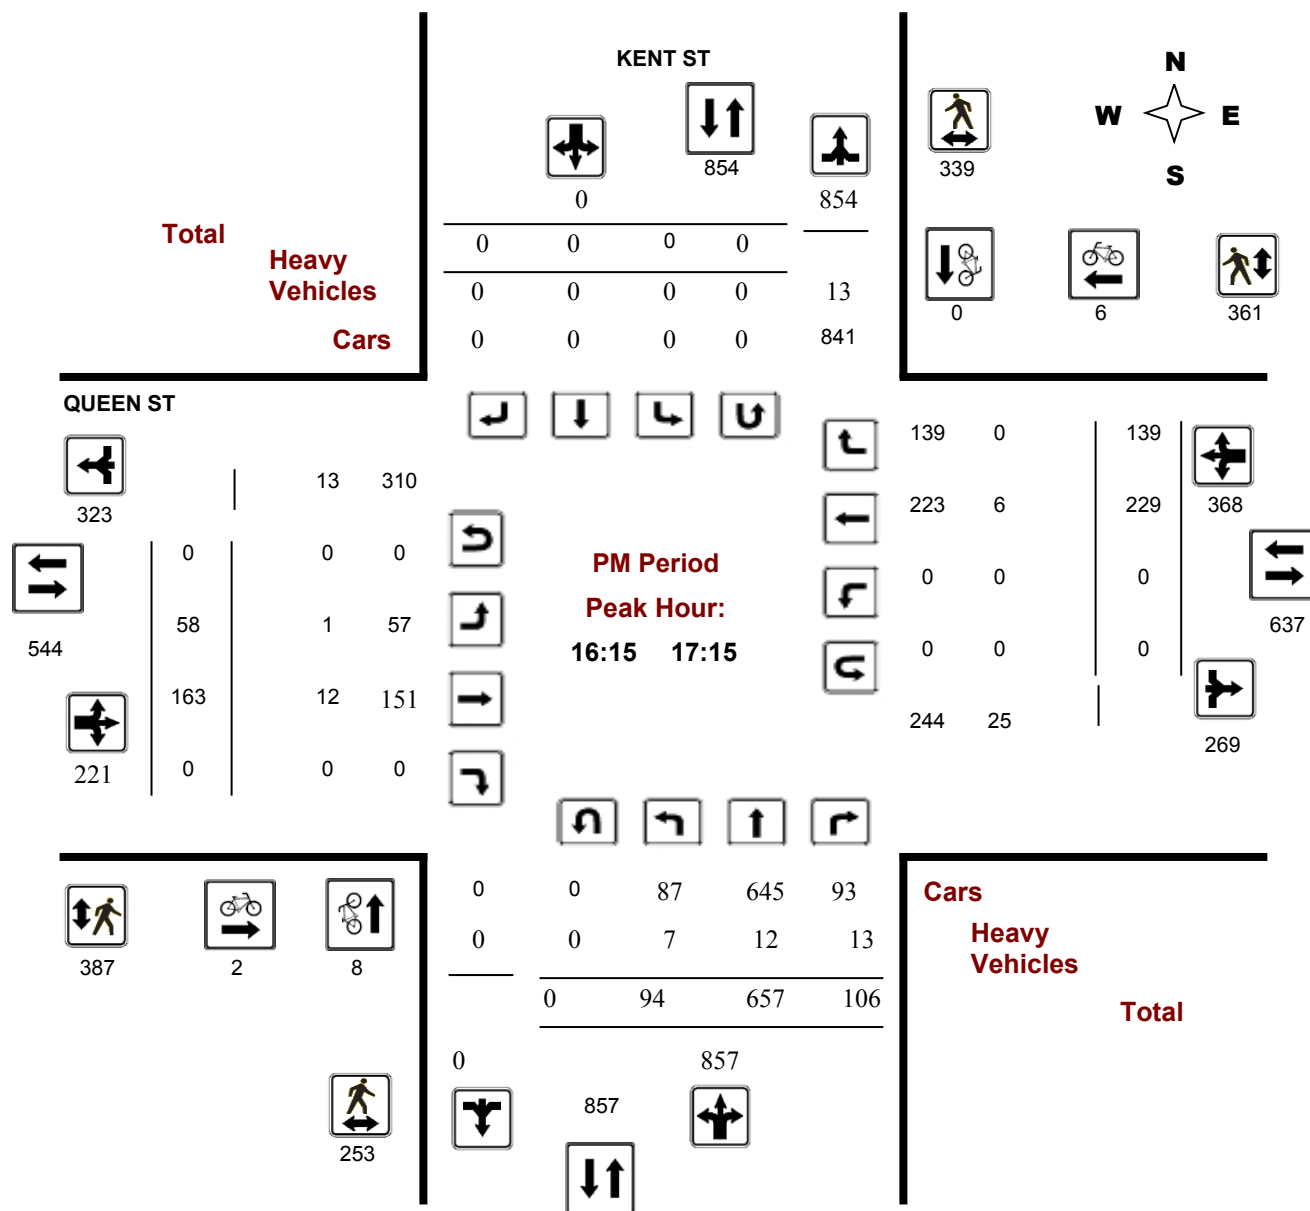 KENT ST
N
W E
S
854
339
0
854
Total
0 0 0 0
Heavy
Vehicles
0 0 0 0 13
0 6 361
Cars
0 0 0 0 841
QUEEN ST
139 0 139
13 310
323
223 6 229 368
0 0 0
PM Period
0 0 0
Peak Hour:
58 1 57
637
544
16:15 17:15
0 0 0
163 12 151
244 25
269
221
0 0 0
0 0 87 645 93
Cars
0 0 7 12 13
Heavy
Vehicles
387 2 8
0 94 657 106
Total
0 857
857
253